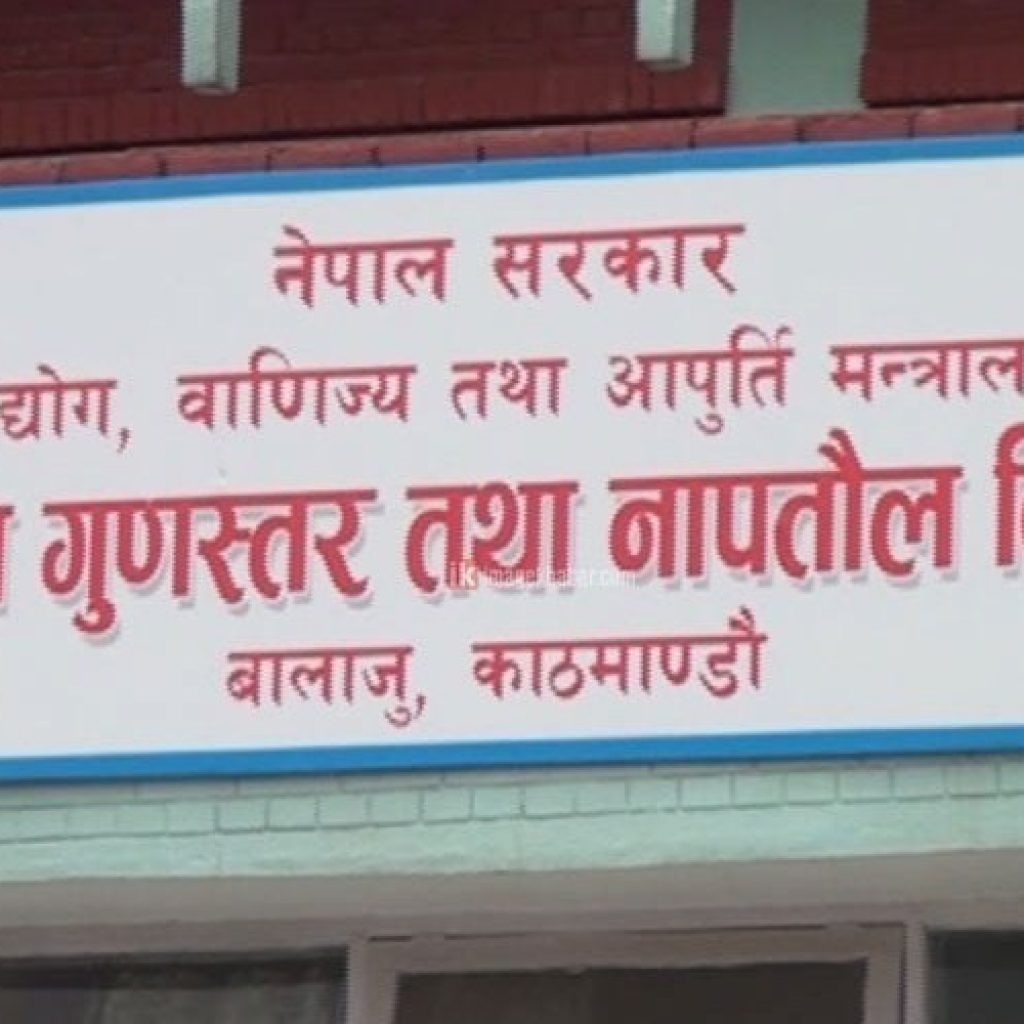 नेपाल सरकार
द्योग, वाणिज्य तथा आपुर्ति मन्त्राल
गुणस्तर तथा नापतौल
बालाजु, काठमाण्डौ